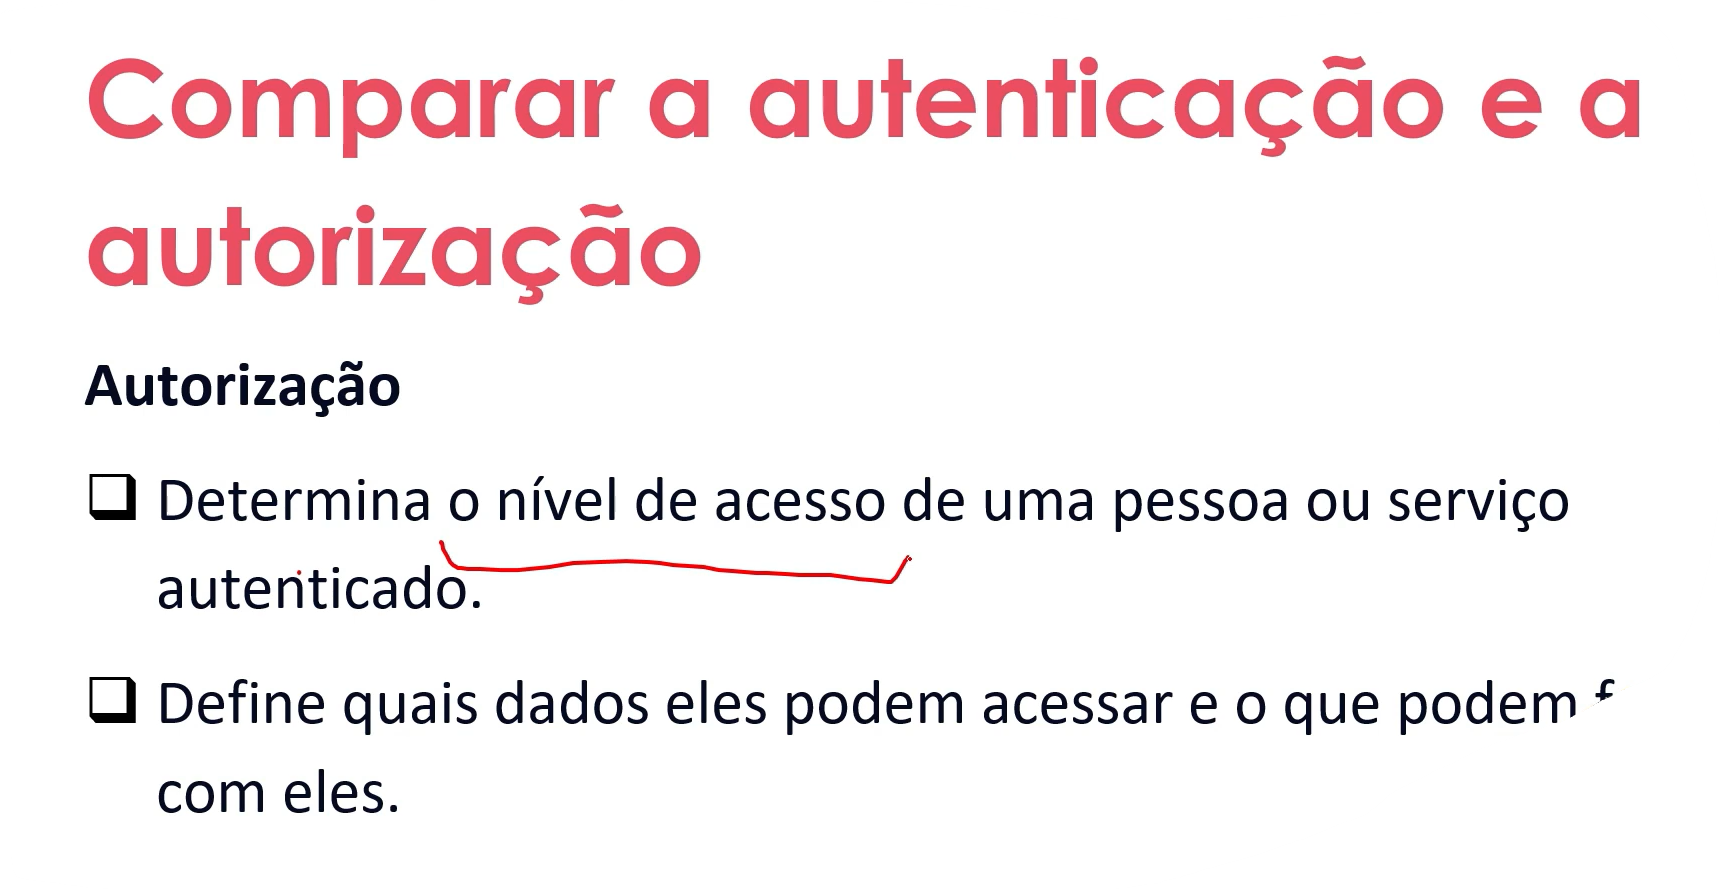 Comparar a autenticação e a
autorização
Autorização
Determina o nível de acesso de uma pessoa ou serviço
autenticado.
Define quais dados eles podem acessar e o que podem
com eles.